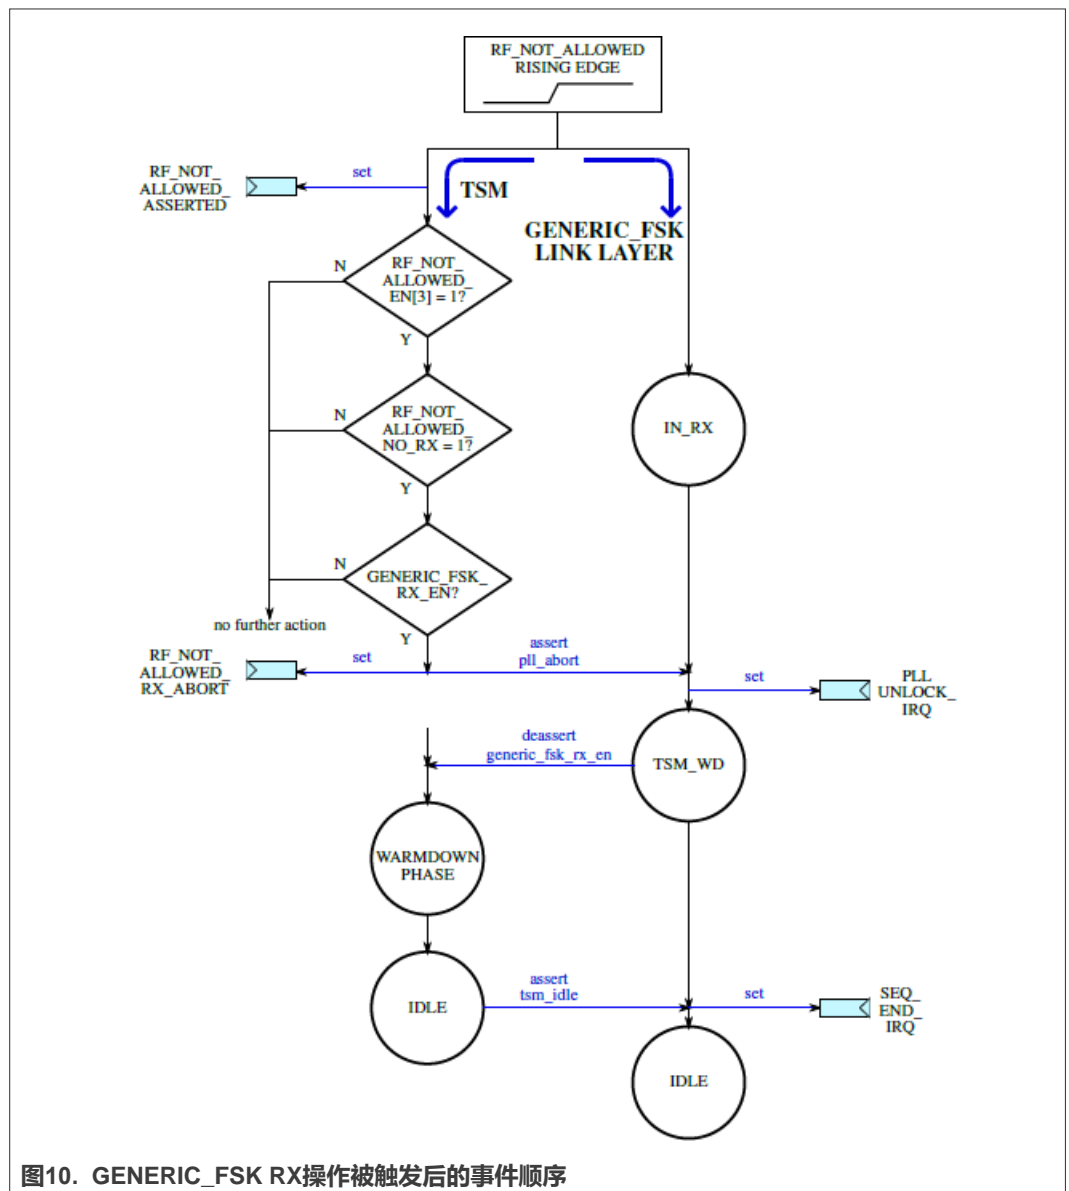 RF_NOT_ALLOWED
RISING EDGE
RF_NOT_
ALLOWED_
ASSERTED
set
TSM
GENERIC_FSK
LINK LAYER
N
RF_NOT_
ALLOWED_
EN[3] = 1?
Y
N
RF_NOT_
ALLOWED_
NO_RX = 1?
IN_RX
Y
N
GENERIC_FSK_
RX_EN?
no further action
Y
RF_NOT_
ALLOWED_
RX_ABORT
set
assert
pll_abort
set
PLL
UNLOCK_
IRQ
deassert
generic_fsk_rx_en
TSM_WD
WARMDOWN
PHASE
IDLE
assert
tsm_idle
set
SEQ_
END_
IRQ
IDLE
图10. GENERIC_FSK RX操作被触发后的事件顺序